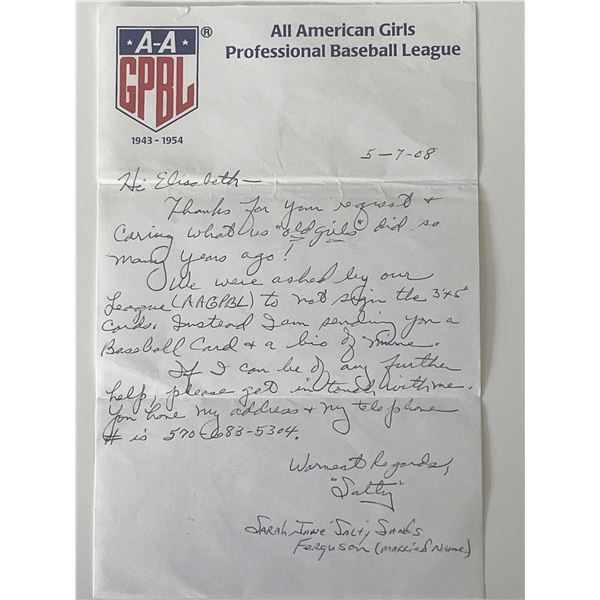 A-A
GPBL
®
1943 - 1954
All American Girls
Professional Baseball League
5-7-08
Hi Elissbeth-
Thanks for your request &
Caring what us "old girls" did so
many years ago!
We were asked by our
League (AAGPBL) to not sign the 3x5
Cards. Instead I am sending you a
Baseball Card & a bio of mine.
If I can be of any further
help, please get in touch with me.
You have my address & my telephone
# is 570-683-5304.
Warmest Regards,
"Salty"
Sarah Jane "Salty" Sands
Ferguson (Married Name)